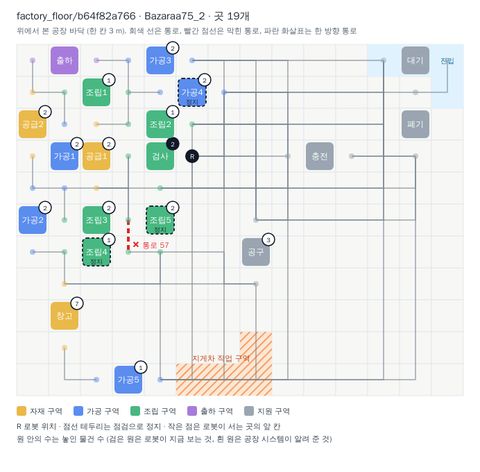 factory_floor/b64f82a766 · Bazaraa75_2 · 곳 19개
위에서 본 공장 바닥 (한 칸 3 m). 회색 선은 통로, 빨간 점선은 막힌 통로, 파란 화살표는 한 방향 통로
출하
가공3
2
대기
진입
조립1
1
가공4
2
정지
공급2
2
조립2
1
폐기
가공1
2
공급1
2
검사
2
R
충전
가공2
2
조립3
2
조립5
2
정지
조립4
1
정지
✕ 통로 57
공구
3
창고
7
지게차 작업 구역
가공5
1
자재 구역
가공 구역
조립 구역
출하 구역
지원 구역
R 로봇 위치 · 점선 테두리는 점검으로 정지 · 작은 점은 로봇이 서는 곳의 앞 칸
원 안의 수는 놓인 물건 수 (검은 원은 로봇이 지금 보는 것, 흰 원은 공장 시스템이 알려 준 것)